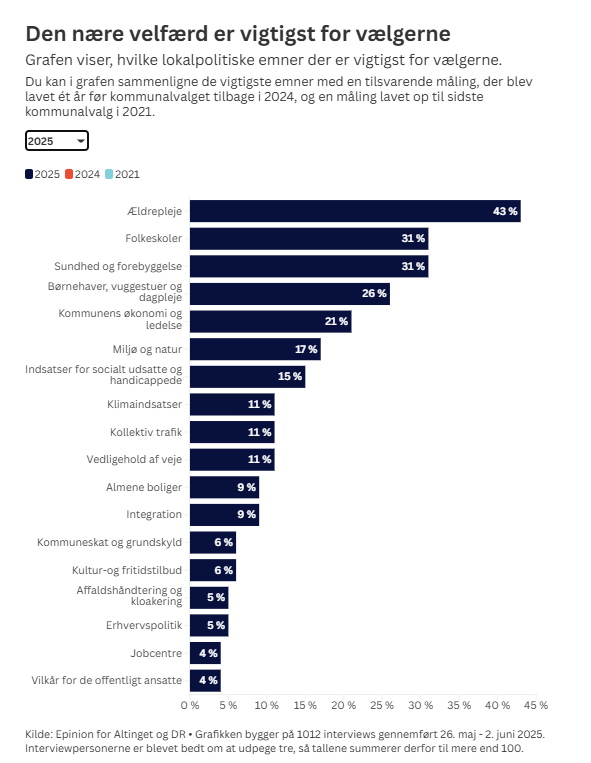 Den nære velfærd er vigtigst for vælgerne
Grafen viser, hvilke lokalpolitiske emner der er vigtigst for vælgerne.
Du kan i grafen sammenligne de vigtigste emner med en tilsvarende måling, der blev
lavet ét år før kommunalvalget tilbage i 2024, og en måling lavet op til sidste
kommunalvalg i 2021.
2025
2025 2024 2021
Ældrepleje 43 %
Folkeskoler 31 %
Sundhed og forebyggelse 31 %
Børnehaver, vuggestuer og
dagpleje 26 %
Kommunens økonomi og
ledelse 21 %
Miljø og natur 17 %
Indsatser for socialt udsatte og
handicappede 15 %
Klimaindsatser 11 %
Kollektiv trafik 11 %
Vedligehold af veje 11 %
Almene boliger 9 %
Integration 9 %
Kommuneskat og grundskyld 6 %
Kultur-og fritidstilbud 6 %
Affaldshåndtering og
kloakering 5 %
Erhvervspolitik 5 %
Jobcentre 4 %
Vilkår for de offentligt ansatte 4 %
0 % 5 % 10 % 15 % 20 % 25 % 30 % 35 % 40 % 45 %
Kilde: Epinion for Altinget og DR • Grafikken bygger på 1012 interviews gennemført 26. maj - 2. juni 2025.
Interviewpersonerne er blevet bedt om at udpege tre, så tallene summerer derfor til mere end 100.